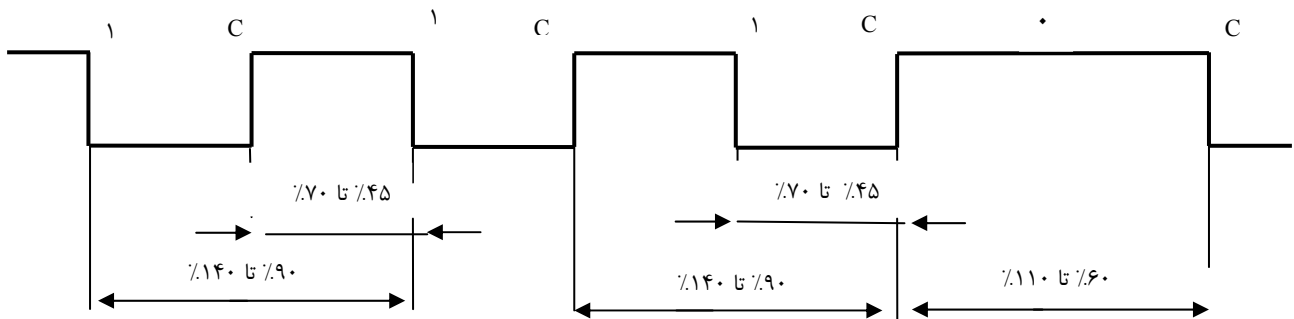 ۱ C ۱ C ۱ C ۰ C
۴۵٪ تا ۷۰٪ ۴۵٪ تا ۷۰٪
۹۰٪ تا ۱۴۰٪ ۹۰٪ تا ۱۴۰٪ ۶۰٪ تا ۱۱۰٪